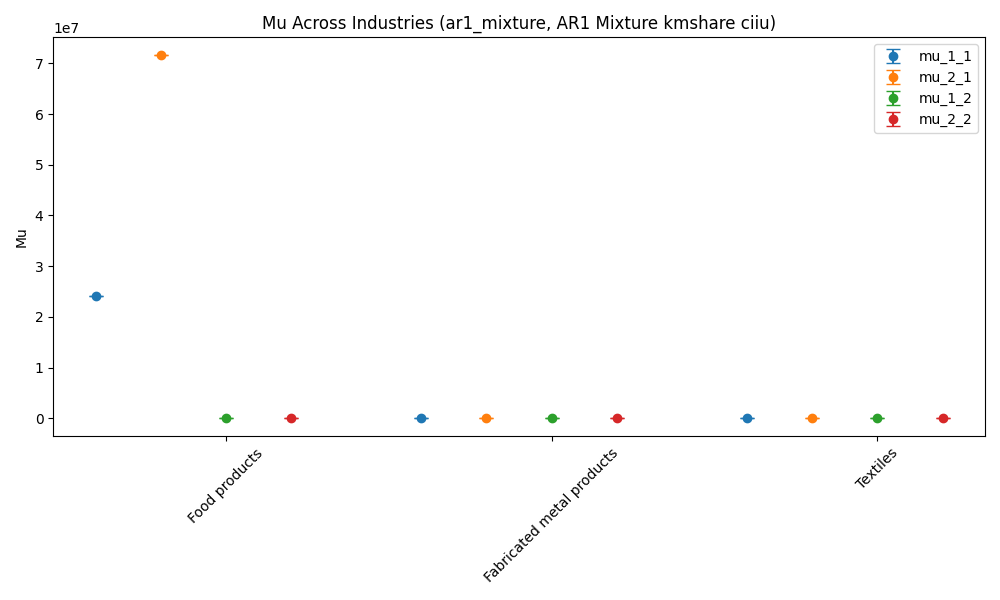 Mu Across Industries (ar1_mixture, AR1 Mixture kmshare ciiu)
1e7
7
6
5
4
3
2
1
0
Mu
mu_1_1
mu_2_1
mu_1_2
mu_2_2
Food products
Fabricated metal products
Textiles